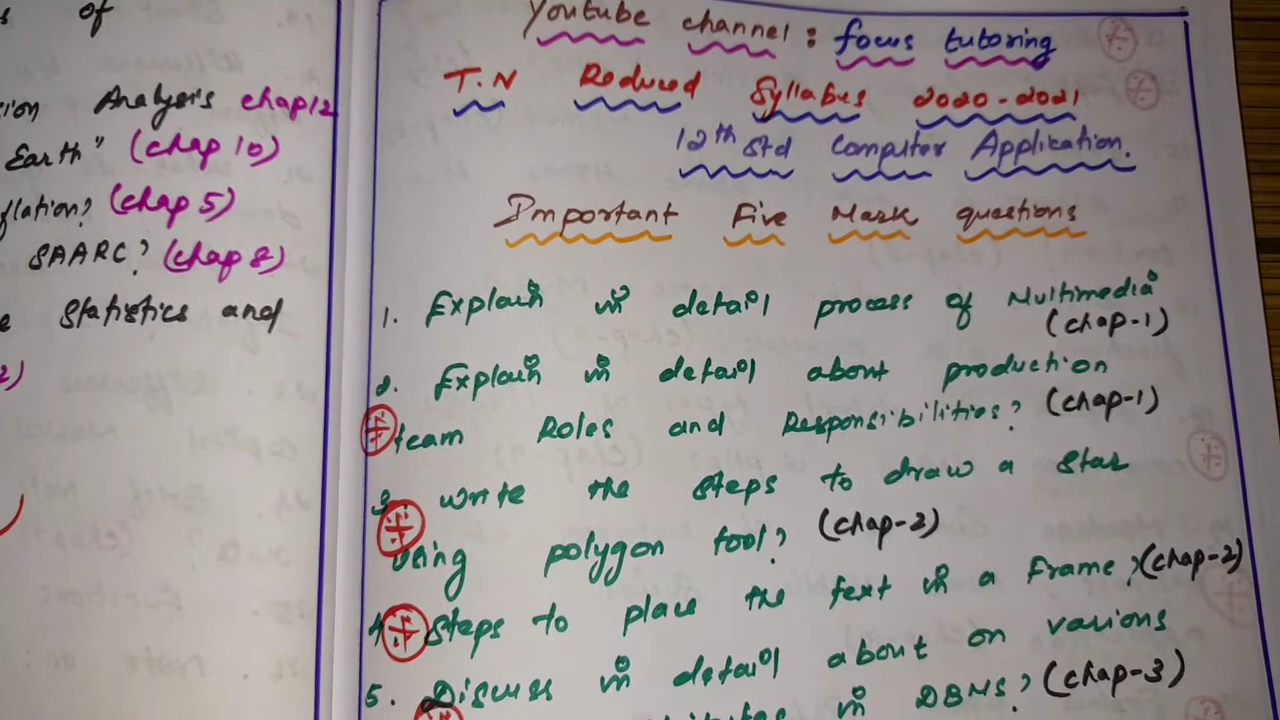 s of
Analysis chap12
Earth" (chap 10)
flation? (chap 5)
SAARC? (chap 8)
Statistics and
2)
Youtube channel : focus tutoring
T.N Reduced Syllabus 2020-2021
12th std Computer Application.
Important Five Mark questions
1. Explain in detail process of Multimedia
(chap-1)
2. Explain in detail about production
team Roles and Responsibilities? (chap-1)
3 write the steps to draw a star
using polygon tool? (chap-2)
4 Steps to place the text in a frame? (chap-2)
5. Discuss in detail about on various
in DBMS? (chap-3)